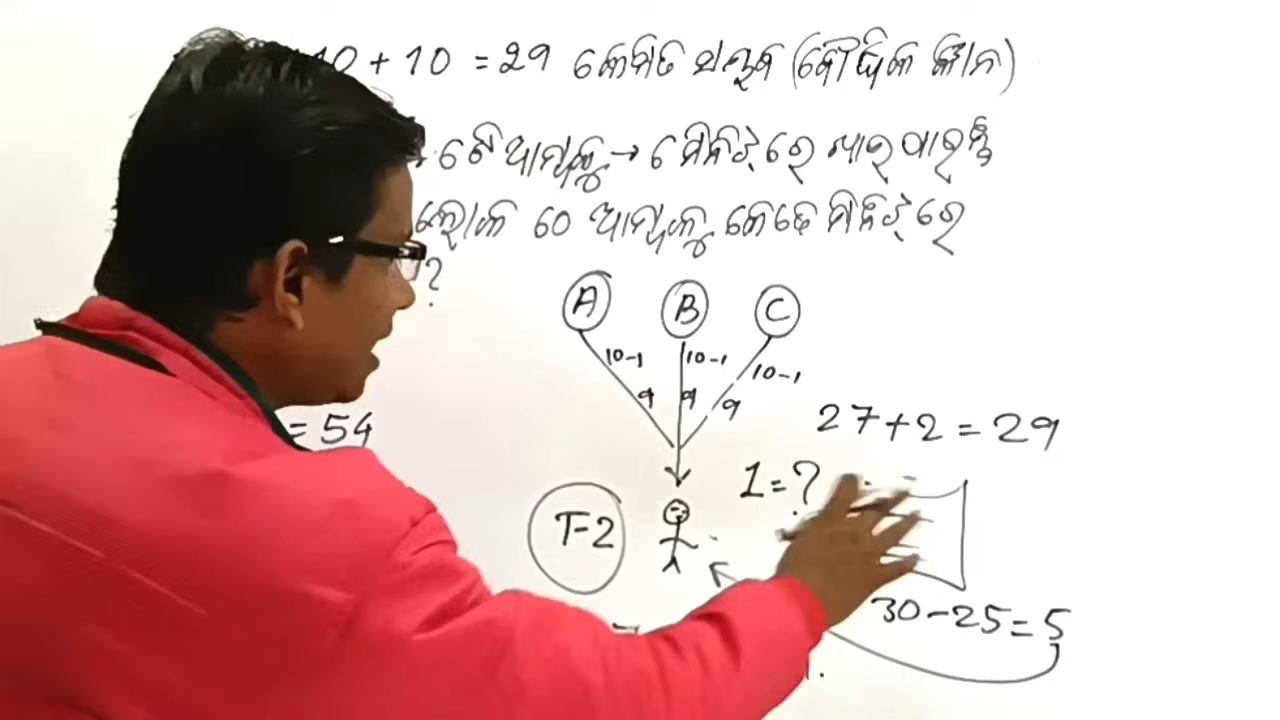 10 + 10 = 29 କେମିତି ସମ୍ଭବ (ବୌଦ୍ଧିକ ଜ୍ଞାନ)
ଟି ଆମ୍ବକୁ → ମିନିଟ୍ ରେ ଖାଇ ପାରନ୍ତି
ଲୋକ ୬୦ ଆମ୍ବକୁ କେତେ ମିନିଟ୍ ରେ
?
A B C
10-1 10-1 10-1
9 9 9
= 54
27+2 = 29
1=?
T-2
30-25=5